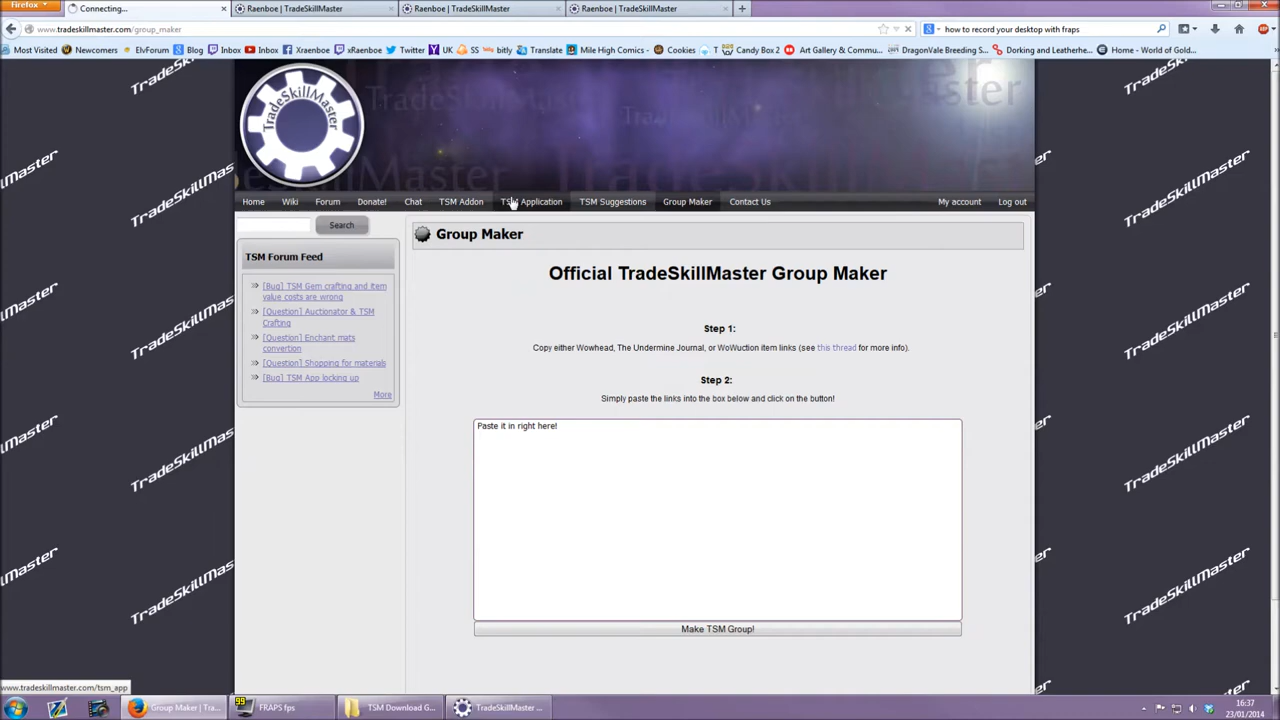 Firefox
Connecting...
Raenboe | TradeSkillMaster
Raenboe | TradeSkillMaster
Raenboe | TradeSkillMaster
www.tradeskillmaster.com/group_maker
how to record your desktop with fraps
Most Visited
Newcomers
ElvForum
Blog
Inbox
Inbox
Xraenboe
xRaenboe
Twitter
UK
SS
bitly
Translate
Mile High Comics -
Cookies
T
Candy Box 2
Art Gallery & Commu...
DragonVale Breeding S...
Dorking and Leatherhe...
Home - World of Gold...
TradeSkillMaster
Home
Wiki
Forum
Donate!
Chat
TSM Addon
TSM Application
TSM Suggestions
Group Maker
Contact Us
My account
Log out
Search
Group Maker
TSM Forum Feed
Official TradeSkillMaster Group Maker
[Bug] TSM Gem crafting and item
value costs are wrong
[Question] Auctionator & TSM
Crafting
[Question] Enchant mats
convertion
[Question] Shopping for materials
[Bug] TSM App locking up
More
Step 1:
Copy either Wowhead, The Undermine Journal, or WoWuction item links (see this thread for more info).
Step 2:
Simply paste the links into the box below and click on the button!
Paste it in right here!
Make TSM Group!
www.tradeskillmaster.com/tsm_app
Group Maker | Tra...
99
FRAPS fps
TSM Download G...
TradeSkillMaster ...
16:37
23/01/2014